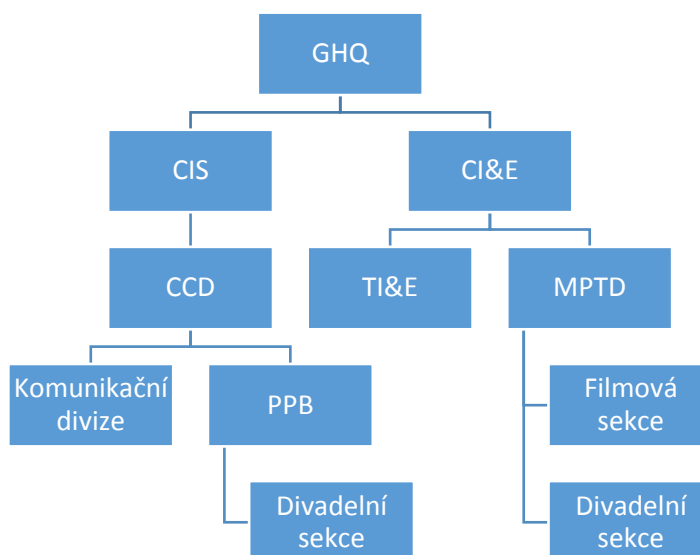 GHQ
CIS
CI&E
CCD
TI&E
MPTD
Komunikační
divize
PPB
Filmová
sekce
Divadelní
sekce
Divadelní
sekce